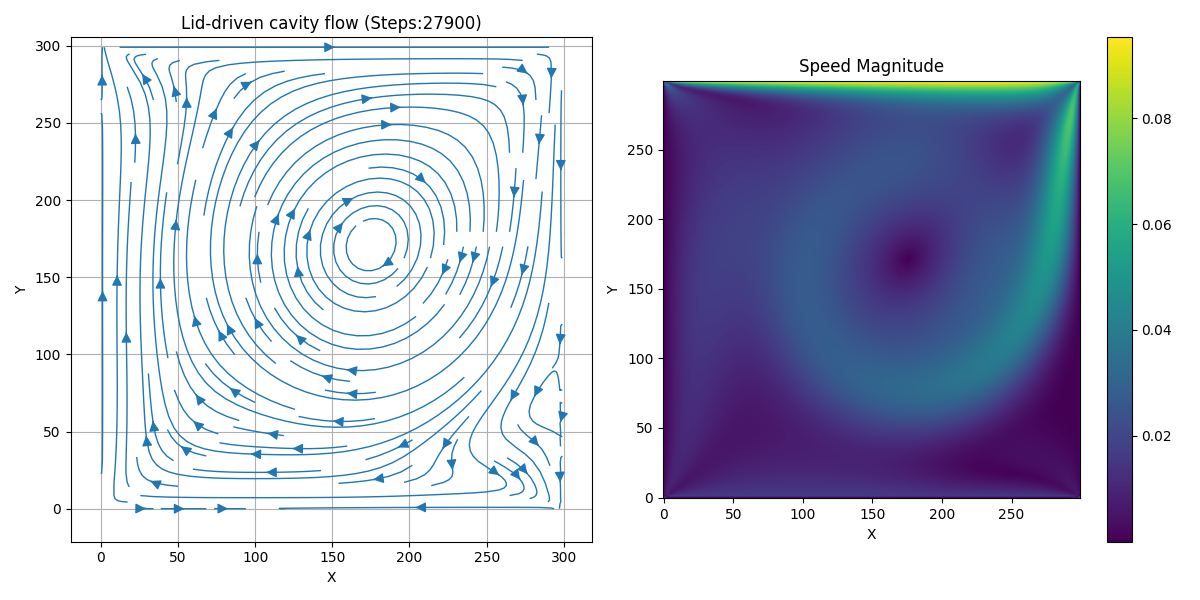 Lid-driven cavity flow (Steps:27900)
300
250
200
150
100
50
0
Y
0 50 100 150 200 250 300
X
Speed Magnitude
250
200
150
100
50
0
Y
0 50 100 150 200 250
X
0.08
0.06
0.04
0.02